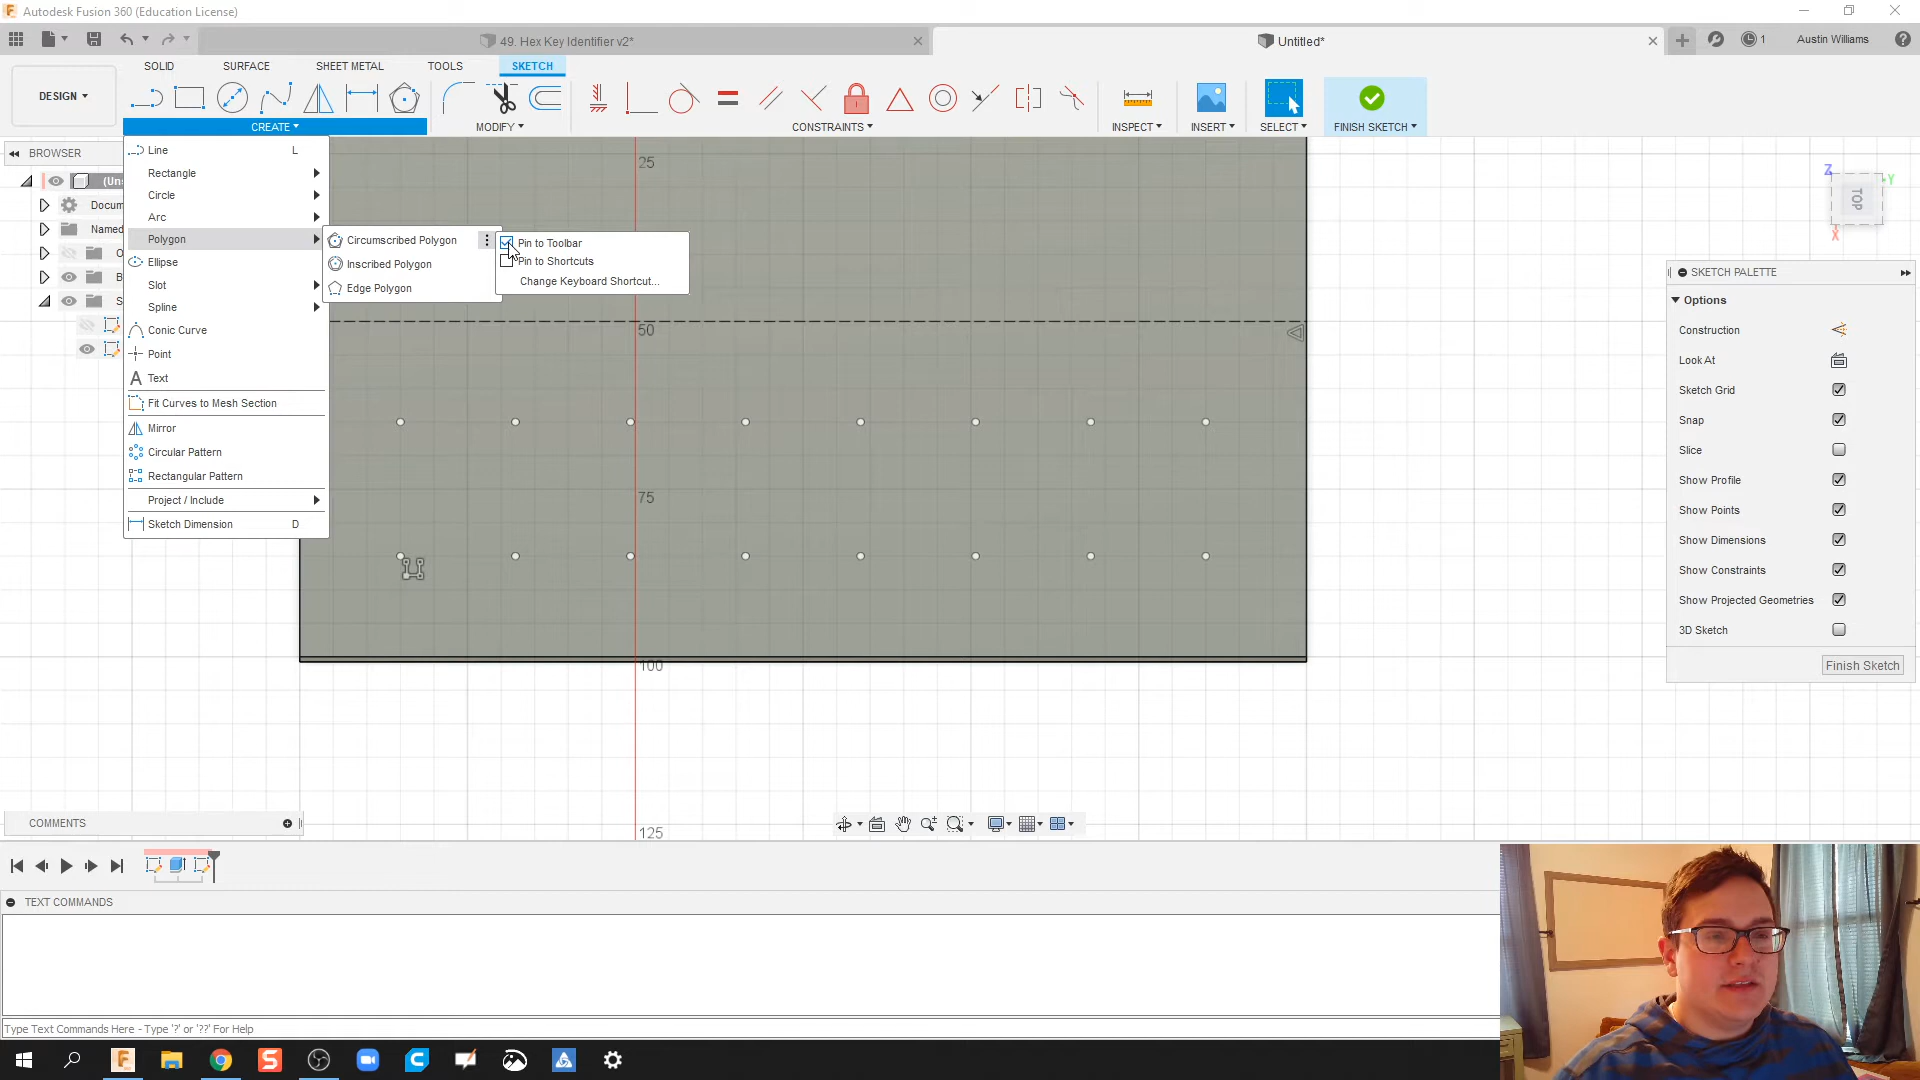 Autodesk Fusion 360 (Education License)
49. Hex Key Identifier v2*
Untitled*
1
Austin Williams
SOLID
SURFACE
SHEET METAL
TOOLS
SKETCH
DESIGN
CREATE
MODIFY
CONSTRAINTS
INSPECT
INSERT
SELECT
FINISH SKETCH
BROWSER
(Uns
Docum
Named
O
B
S
Line
L
Rectangle
Circle
Arc
Polygon
Ellipse
Slot
Spline
Conic Curve
Point
Text
Fit Curves to Mesh Section
Mirror
Circular Pattern
Rectangular Pattern
Project / Include
Sketch Dimension
D
Circumscribed Polygon
Inscribed Polygon
Edge Polygon
Pin to Toolbar
Pin to Shortcuts
Change Keyboard Shortcut...
25
50
75
100
125
Z
Y
TOP
X
SKETCH PALETTE
Options
Construction
Look At
Sketch Grid
Snap
Slice
Show Profile
Show Points
Show Dimensions
Show Constraints
Show Projected Geometries
3D Sketch
Finish Sketch
COMMENTS
TEXT COMMANDS
Type Text Commands Here - Type '?' or '??' For Help